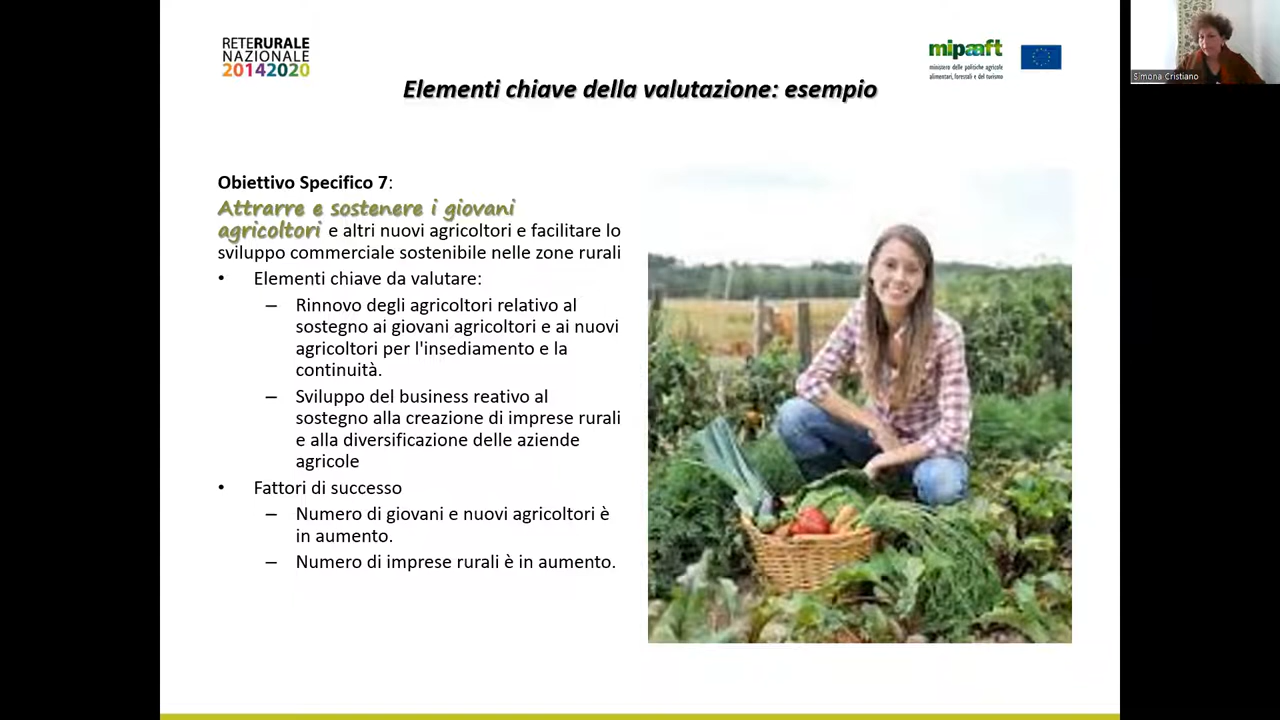 RETERURALE
NAZIONALE
20142020
mipaaft
ministero delle politiche agricole
alimentari, forestali e del turismo
Simona Cristiano
Elementi chiave della valutazione: esempio
Obiettivo Specifico 7:
Attrarre e sostenere i giovani
agricoltori e altri nuovi agricoltori e facilitare lo
sviluppo commerciale sostenibile nelle zone rurali
• Elementi chiave da valutare:
– Rinnovo degli agricoltori relativo al
sostegno ai giovani agricoltori e ai nuovi
agricoltori per l'insediamento e la
continuità.
– Sviluppo del business reativo al
sostegno alla creazione di imprese rurali
e alla diversificazione delle aziende
agricole
• Fattori di successo
– Numero di giovani e nuovi agricoltori è
in aumento.
– Numero di imprese rurali è in aumento.